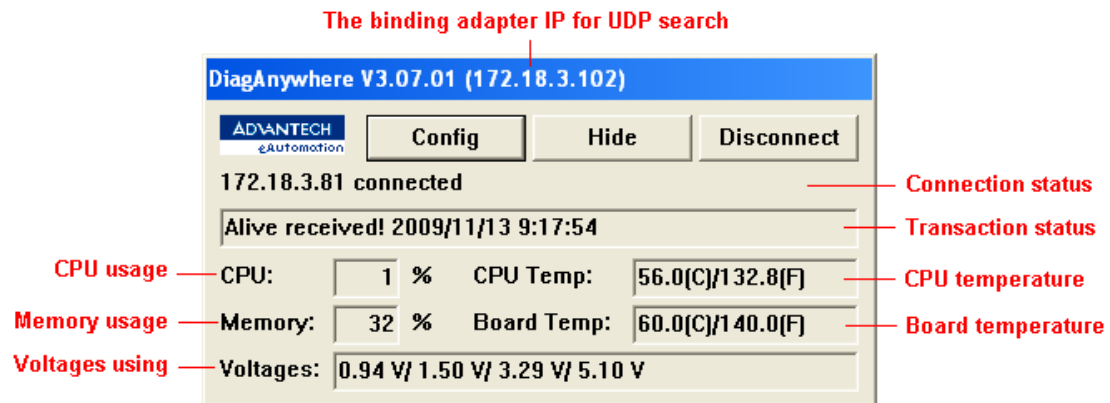 The binding adapter IP for UDP search
DiagAnywhere V3.07.01 (172.18.3.102)
ADVANTECH
eAutomation
Config Hide Disconnect
172.18.3.81 connected
Connection status
Alive received! 2009/11/13 9:17:54
Transaction status
CPU usage
CPU: 1 % CPU Temp: 56.0(C)/132.8(F)
CPU temperature
Memory usage
Memory: 32 % Board Temp: 60.0(C)/140.0(F)
Board temperature
Voltages using
Voltages: 0.94 V/ 1.50 V/ 3.29 V/ 5.10 V